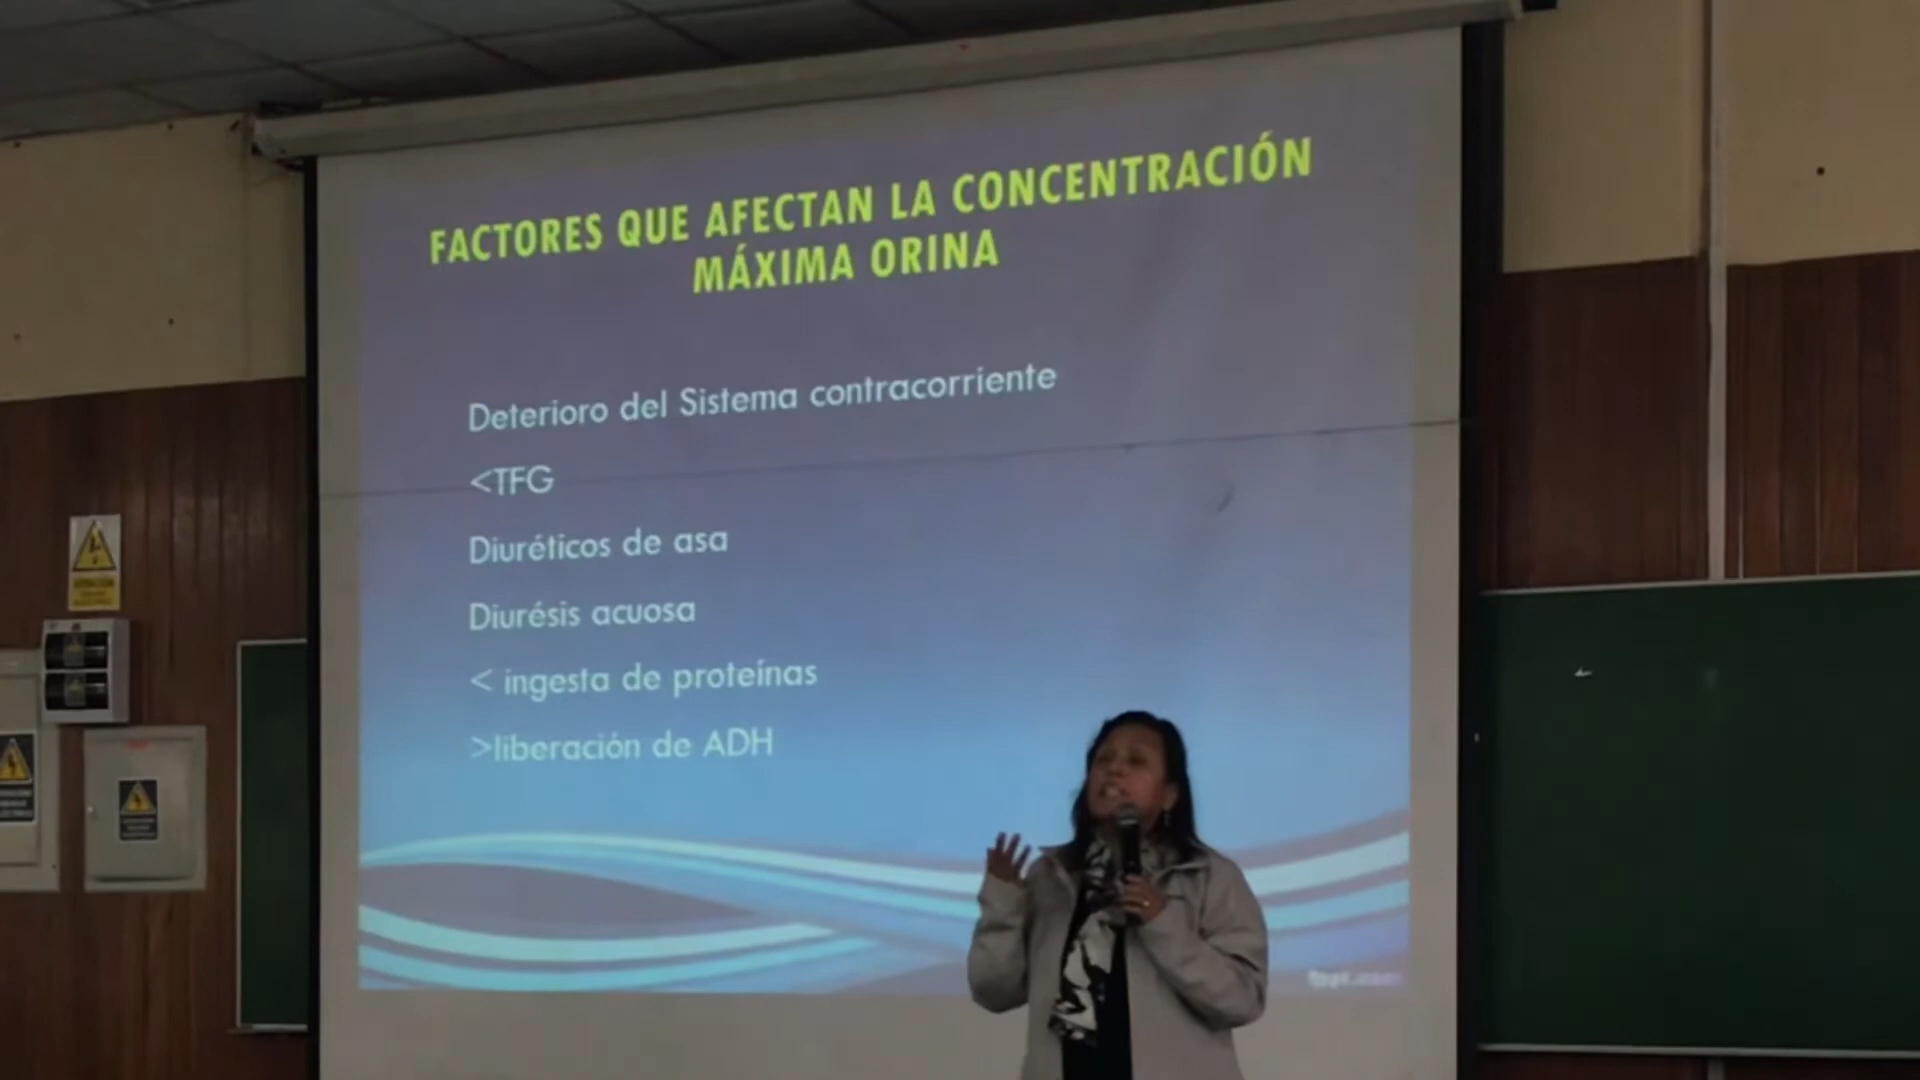 FACTORES QUE AFECTAN LA CONCENTRACIÓN
MÁXIMA ORINA
Deterioro del Sistema contracorriente
<TFG
Diuréticos de asa
Diurésis acuosa
< ingesta de proteínas
>liberación de ADH